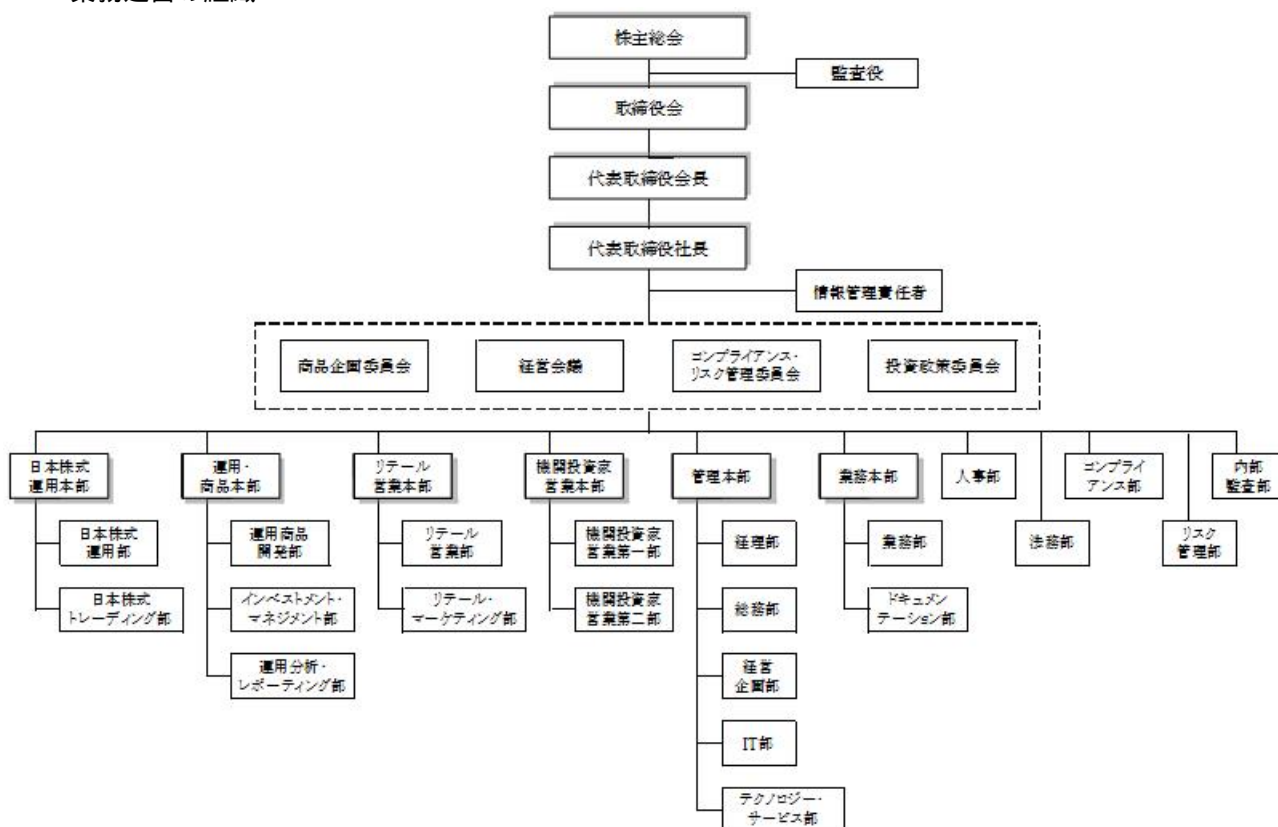 株主総会
監査役
取締役会
代表取締役会長
代表取締役社長
情報管理責任者
商品企画委員会
経営会議
コンプライアンス・
リスク管理委員会
投資政策委員会
日本株式
運用本部
運用・
商品本部
リテール
営業本部
機関投資家
営業本部
管理本部
業務本部
人事部
コンプライ
アンス部
内部
監査部
日本株式
運用部
運用商品
開発部
リテール
営業部
機関投資家
営業第一部
経理部
業務部
法務部
リスク
管理部
日本株式
トレーディング部
インベストメント・
マネジメント部
リテール・
マーケティング部
機関投資家
営業第二部
総務部
ドキュメン
テーション部
運用分析・
レポーティング部
経営
企画部
IT部
テクノロジー・
サービス部